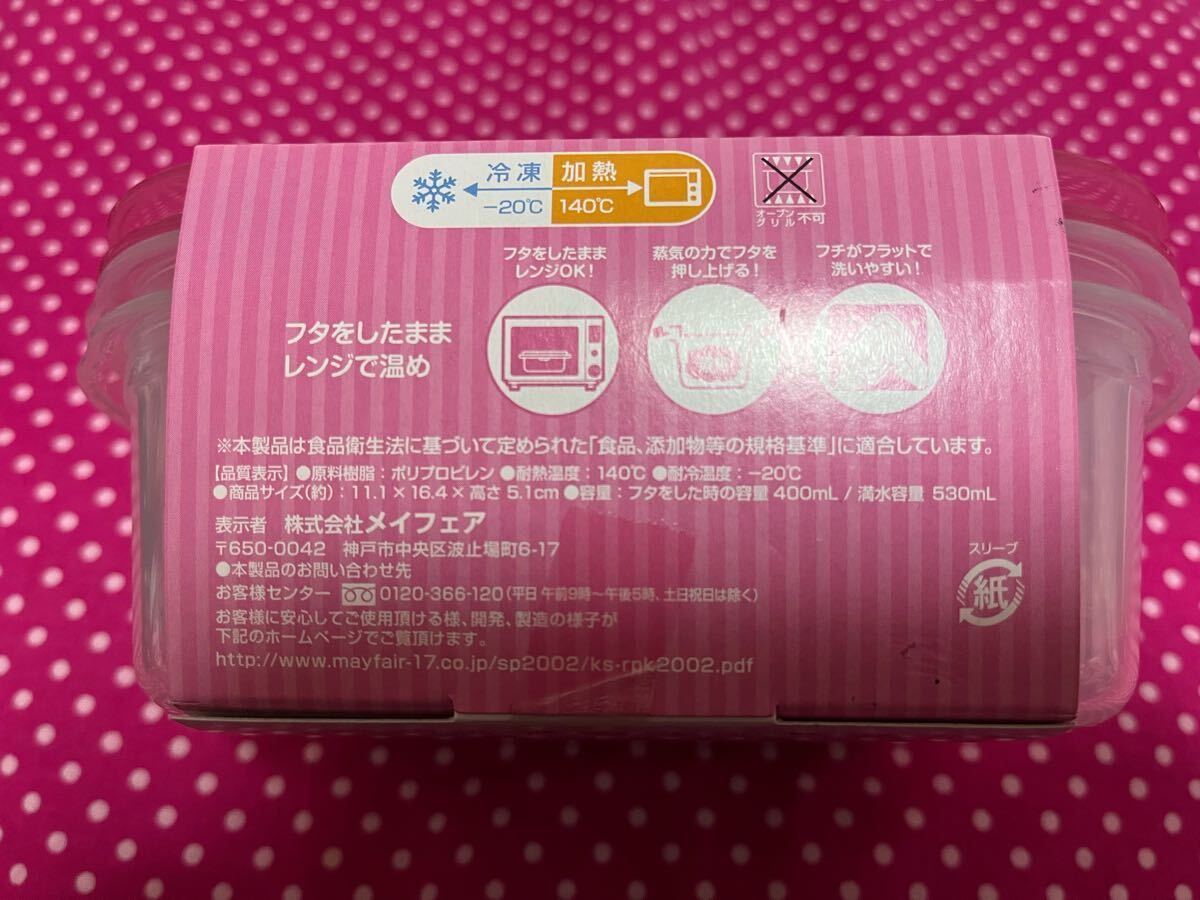 冷凍 加熱
−20℃ 140℃
オーブン
グリル 不可
フタをしたまま
レンジOK!
蒸気の力でフタを
押し上げる!
フチがフラットで
洗いやすい!
フタをしたまま
レンジで温め
※本製品は食品衛生法に基づいて定められた「食品、添加物等の規格基準」に適合しています。
【品質表示】●原料樹脂：ポリプロピレン ●耐熱温度：140℃ ●耐冷温度：−20℃
●商品サイズ(約)：11.1×16.4×高さ 5.1cm ●容量：フタをした時の容量 400mL / 満水容量 530mL
表示者 株式会社メイフェア
〒650-0042 神戸市中央区波止場町6-17
●本製品のお問い合わせ先
お客様センター 0120-366-120(平日 午前9時〜午後5時、土日祝日は除く)
お客様に安心してご使用頂ける様、開発、製造の様子が
下記のホームページでご覧頂けます。
http://www.mayfair-17.co.jp/sp2002/ks-rpk2002.pdf
スリーブ
紙